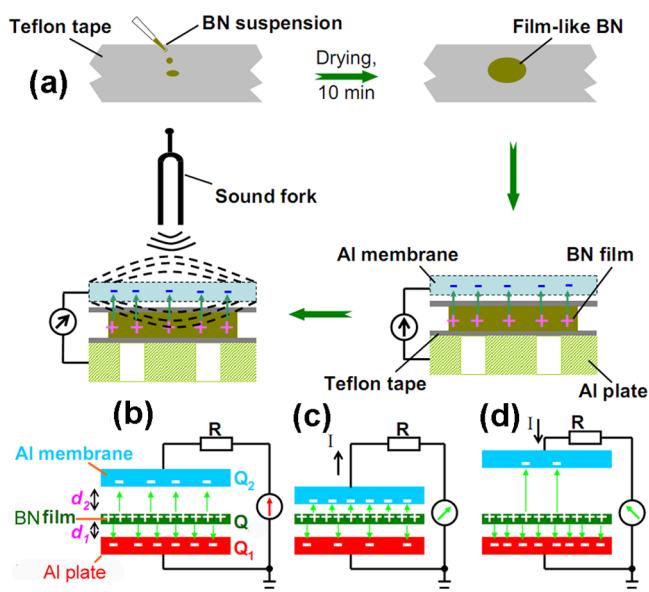 Teflon tape
BN suspension
Drying,
10 min
Film-like BN
(a)
Sound fork
Al membrane
BN film
Teflon tape
Al plate
(b)
(c)
(d)
R
I
R
I
R
Al membrane
Q2
d2
BN film
Q
d1
Q1
Al plate